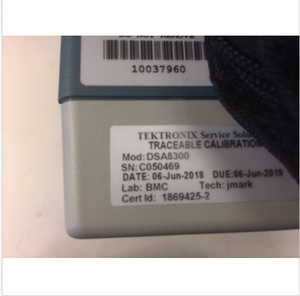 10037960
TEKTRONIX Service Solu
TRACEABLE CALIBRATION
Mod: DSA8300
SN: C050469
DATE: 06-Jun-2018 DUE: 06-Jun-2019
Lab: BMC Tech: jmark
Cert Id: 1869425-2